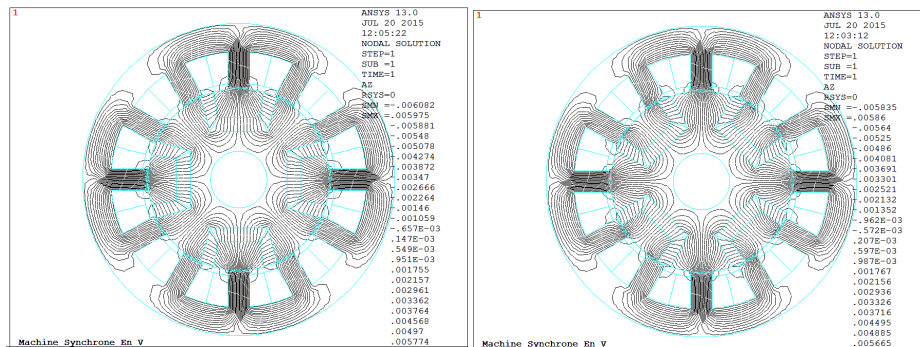 1
ANSYS 13.0
JUL 20 2015
12:05:22
NODAL SOLUTION
STEP=1
SUB =1
TIME=1
AZ
RSYS=0
SMN =-.006082
SMX =.005975
-.005881
-.00548
-.005078
-.004274
-.003872
-.00347
-.002666
-.002264
-.00146
-.001059
-.657E-03
.147E-03
.549E-03
.951E-03
.001755
.002157
.002961
.003362
.003764
.004568
.00497
.005774
Machine Synchrone En V
1
ANSYS 13.0
JUL 20 2015
12:03:12
NODAL SOLUTION
STEP=1
SUB =1
TIME=1
AZ
RSYS=0
SMN =-.005835
SMX =.00586
-.00564
-.00525
-.00486
-.004081
-.003691
-.003301
-.002521
-.002132
-.001352
-.962E-03
-.572E-03
.207E-03
.597E-03
.987E-03
.001767
.002156
.002936
.003326
.003716
.004495
.004885
.005665
Machine Synchrone En V